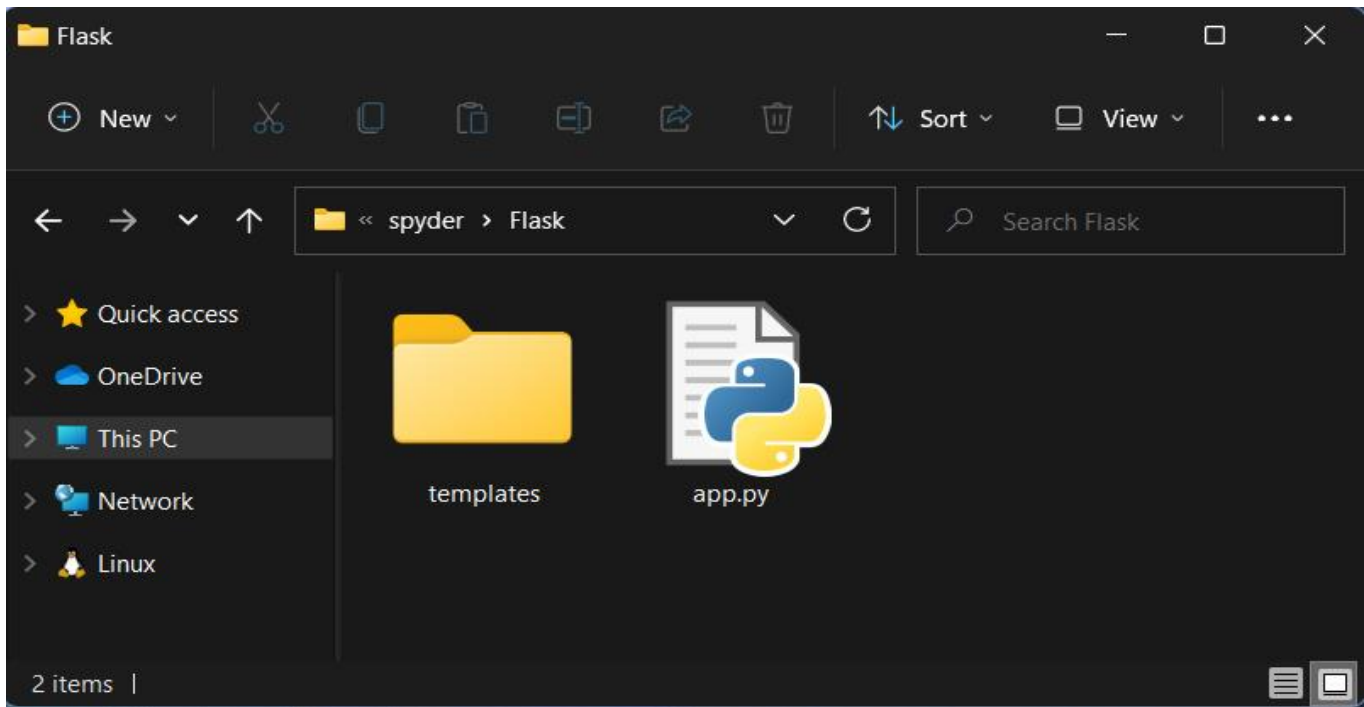 Flask
New Sort View
« spyder > Flask Search Flask
Quick access
OneDrive
This PC
Network
Linux
templates app.py
2 items